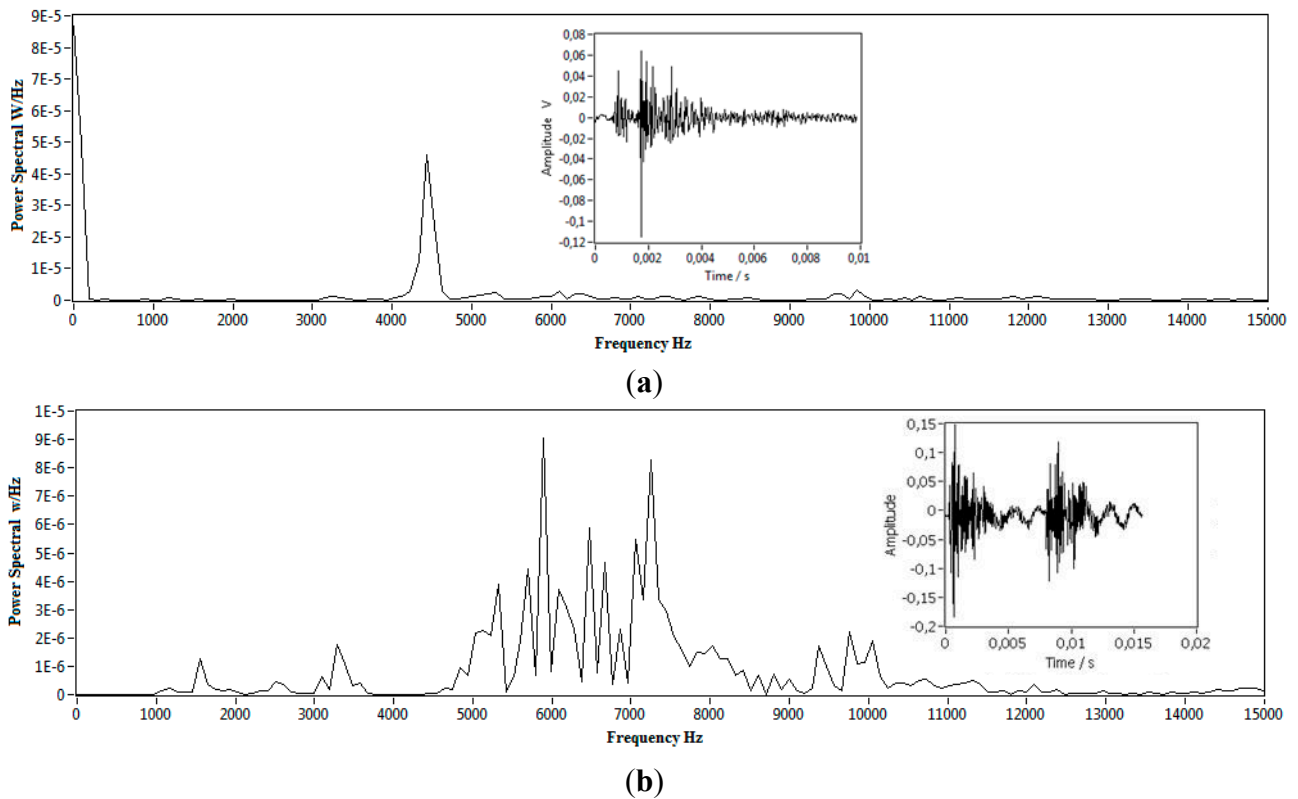 9E-5
8E-5
7E-5
6E-5
5E-5
4E-5
3E-5
2E-5
1E-5
0
Power Spectral W/Hz
0 1000 2000 3000 4000 5000 6000 7000 8000 9000 10000 11000 12000 13000 14000 15000
Frequency Hz
0,08
0,06
0,04
0,02
0
-0,02
-0,04
-0,06
-0,08
-0,1
-0,12
Amplitude V
0 0,002 0,004 0,006 0,008 0,01
Time / s
(a)
1E-5
9E-6
8E-6
7E-6
6E-6
5E-6
4E-6
3E-6
2E-6
1E-6
0
Power Spectral w/Hz
0 1000 2000 3000 4000 5000 6000 7000 8000 9000 10000 11000 12000 13000 14000 15000
Frequency Hz
0,15
0,1
0,05
0
-0,05
-0,1
-0,15
-0,2
Amplitude
0 0,005 0,01 0,015 0,02
Time / s
(b)